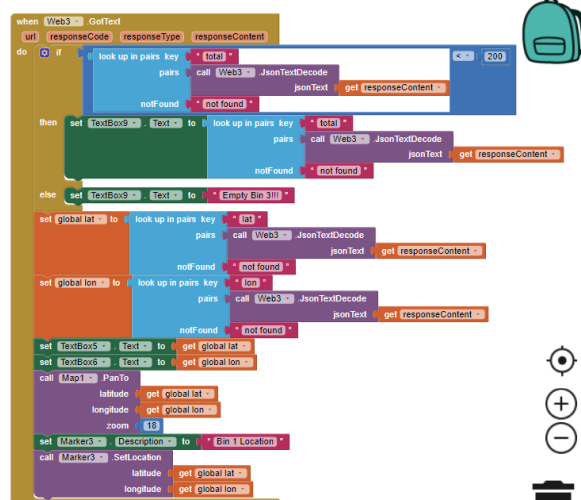 when Web3 .GotText
url responseCode responseType responseContent
do if look up in pairs key " total " < 200
pairs call Web3 .JsonTextDecode
jsonText get responseContent
notFound " not found "
then set TextBox9 . Text to look up in pairs key " total "
pairs call Web3 .JsonTextDecode
jsonText get responseContent
notFound " not found "
else set TextBox9 . Text to " Empty Bin 3!!! "
set global lat to look up in pairs key " lat "
pairs call Web3 .JsonTextDecode
jsonText get responseContent
notFound " not found "
set global lon to look up in pairs key " lon "
pairs call Web3 .JsonTextDecode
jsonText get responseContent
notFound " not found "
set TextBox5 . Text to get global lat
set TextBox6 . Text to get global lon
call Map1 .PanTo
latitude get global lat
longitude get global lon
zoom 18
set Marker3 . Description to " Bin 1 Location "
call Marker3 .SetLocation
latitude get global lat
longitude get global lon